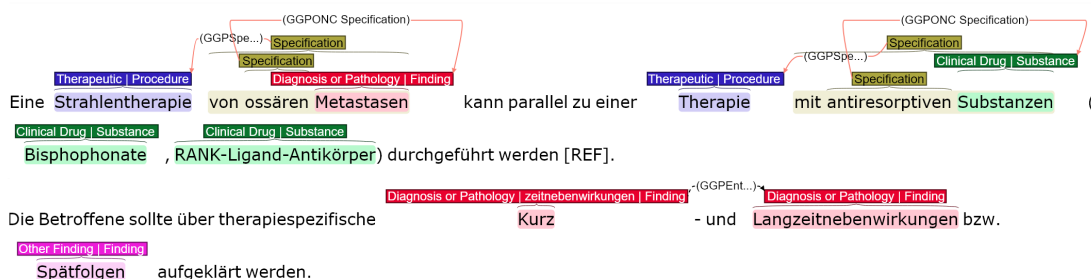 (GGPONC Specification) (GGPONC Specification)
(GGPSpe...) Specification Specification
Specification (GGPSpe...) Clinical Drug | Substance
Therapeutic | Procedure Diagnosis or Pathology | Finding Therapeutic | Procedure Specification
Eine Strahlentherapie von ossären Metastasen kann parallel zu einer Therapie mit antiresorptiven Substanzen (
Clinical Drug | Substance Clinical Drug | Substance
Bisphophonate , RANK-Ligand-Antikörper) durchgeführt werden [REF].
Diagnosis or Pathology | zeitnebenwirkungen | Finding (GGPEnt...) Diagnosis or Pathology | Finding
Die Betroffene sollte über therapiespezifische Kurz - und Langzeitnebenwirkungen bzw.
Other Finding | Finding
Spätfolgen aufgeklärt werden.